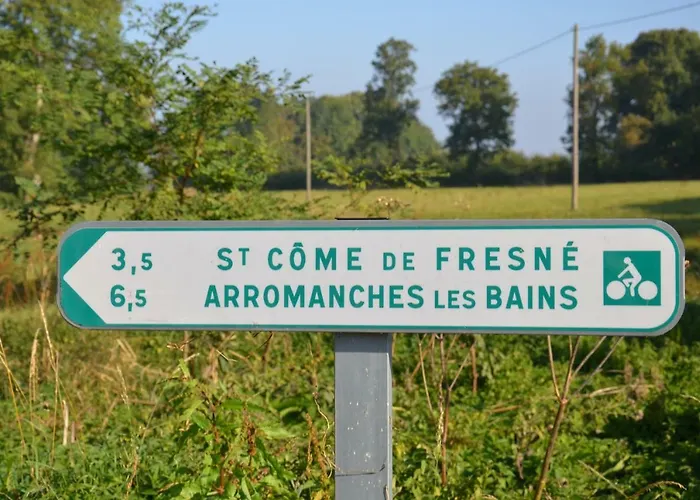 3,5 ST CÔME DE FRESNÉ
6,5 ARROMANCHES LES BAINS